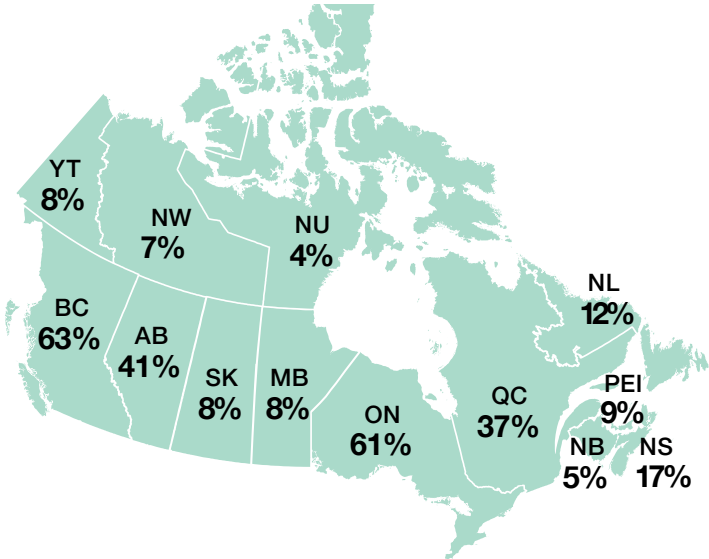 YT
8%
NW
7%
NU
4%
BC
63%
AB
41%
SK
8%
MB
8%
ON
61%
QC
37%
NL
12%
PEI
9%
NB
5%
NS
17%